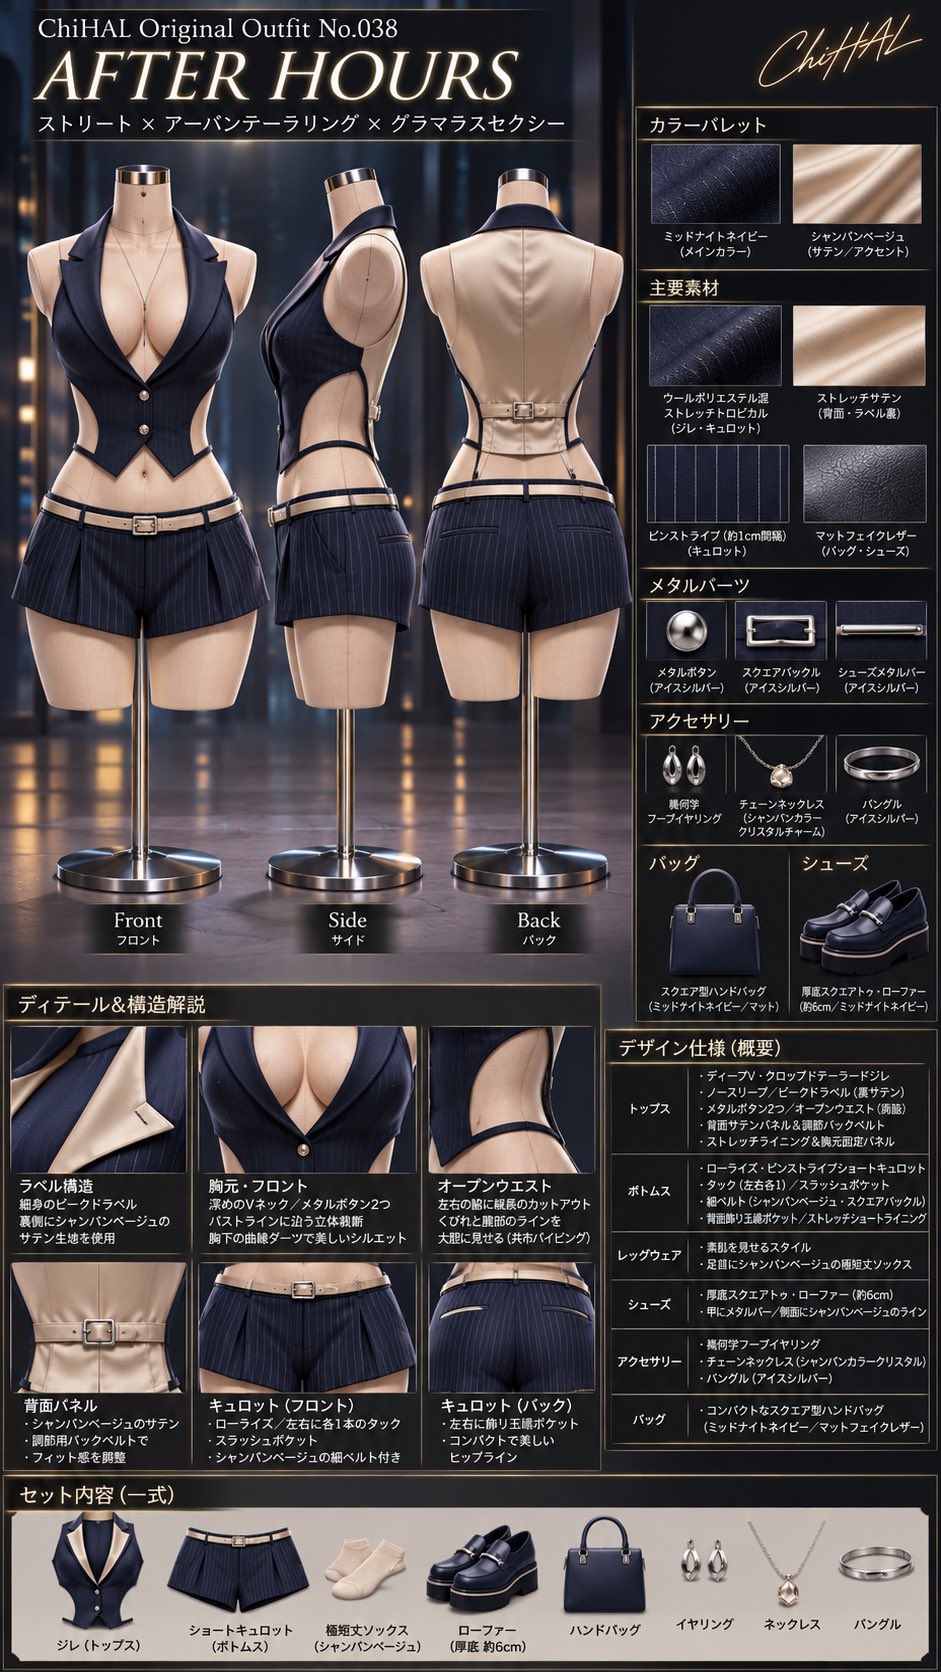 ChiHAL Original Outfit No.038
AFTER HOURS
ストリート × アーバンテーラリング × グラマラスセクシー
ChiHAL
カラーパレット
ミッドナイトネイビー
(メインカラー)
シャンパンベージュ
(サテン／アクセント)
主要素材
ウールポリエステル混
ストレッチトロピカル
(ジレ・キュロット)
ストレッチサテン
(背面・ラペル裏)
ピンストライプ (約1cm間隔)
(キュロット)
マットフェイクレザー
(バッグ・シューズ)
メタルパーツ
メタルボタン
(アイスシルバー)
スクエアバックル
(アイスシルバー)
シューズメタルバー
(アイスシルバー)
アクセサリー
幾何学
フープイヤリング
チェーンネックレス
(シャンパンカラー
クリスタルチャーム)
バングル
(アイスシルバー)
バッグ
スクエア型ハンドバッグ
(ミッドナイトネイビー／マット)
シューズ
厚底スクエアトゥ・ローファー
(約6cm／ミッドナイトネイビー)
Front
フロント
Side
サイド
Back
バック
ディテール＆構造解説
ラペル構造
細身のピークドラペル
裏側にシャンパンベージュの
サテン生地を使用
胸元・フロント
深めのVネック／メタルボタン2つ
バストラインに沿う立体裁断
胸下の曲線ダーツで美しいシルエット
オープンウエスト
左右の脇に縦長のカットアウト
くびれと腰部のラインを
大胆に見せる (共布パイピング)
背面パネル
・シャンパンベージュのサテン
・調節用バックベルトで
フィット感を調整
キュロット (フロント)
・ローライズ／左右に各1本のタック
・スラッシュポケット
・シャンパンベージュの細ベルト付き
キュロット (バック)
・左右に飾り玉縁ポケット
・コンパクトで美しい
ヒップライン
デザイン仕様 (概要)
トップス
・ディープV・クロップドテーラードジレ
・ノースリーブ／ピークドラペル (裏サテン)
・メタルボタン2つ／オープンウエスト (両脇)
・背面サテンパネル＆調節バックベルト
・ストレッチライニング＆胸元固定パネル
ボトムス
・ローライズ・ピンストライプショートキュロット
・タック (左右各1) ／スラッシュポケット
・細ベルト (シャンパンベージュ・スクエアバックル)
・背面飾り玉縁ポケット／ストレッチショートライニング
レッグウェア
・素肌を見せるスタイル
・足首にシャンパンベージュの極短丈ソックス
シューズ
・厚底スクエアトゥ・ローファー (約6cm)
・甲にメタルバー／側面にシャンパンベージュのライン
アクセサリー
・幾何学フープイヤリング
・チェーンネックレス (シャンパンカラークリスタル)
・バングル (アイスシルバー)
バッグ
・コンパクトなスクエア型ハンドバッグ
(ミッドナイトネイビー／マットフェイクレザー)
セット内容 (一式)
ジレ (トップス)
ショートキュロット
(ボトムス)
極短丈ソックス
(シャンパンベージュ)
ローファー
(厚底 約6cm)
ハンドバッグ
イヤリング
ネックレス
バングル